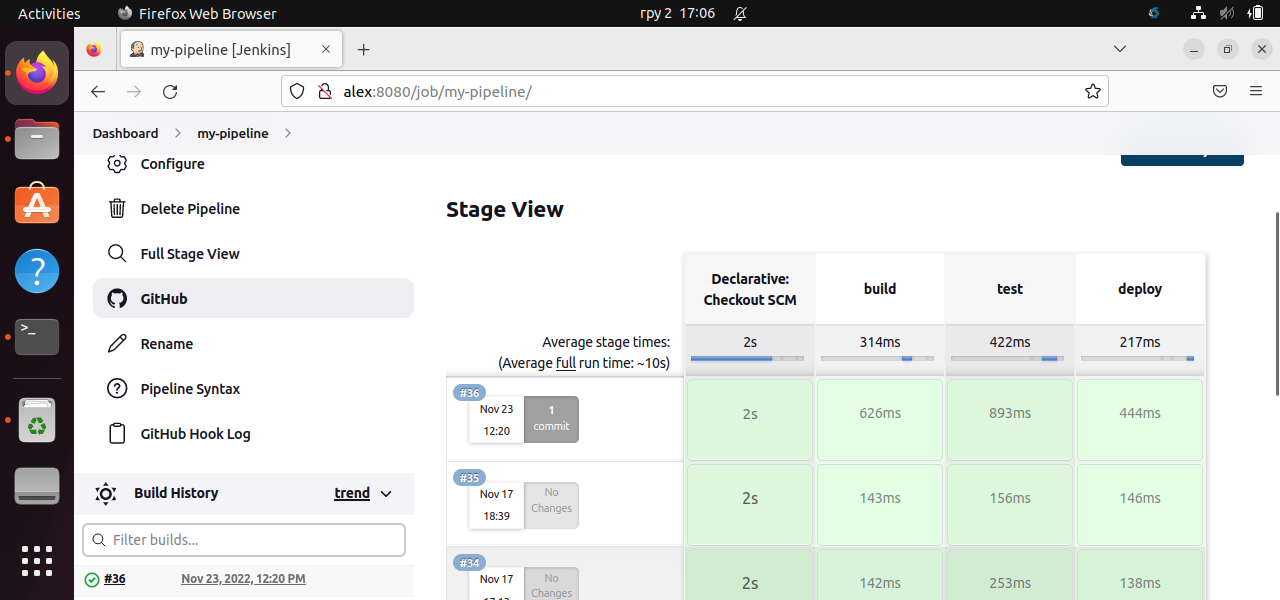 Activities
Firefox Web Browser
гру 2 17:06
my-pipeline [Jenkins]
alex:8080/job/my-pipeline/
Dashboard
my-pipeline
Configure
Delete Pipeline
Full Stage View
GitHub
Rename
Pipeline Syntax
GitHub Hook Log
Build History
trend
Filter builds...
#36
Nov 23, 2022, 12:20 PM
Stage View
Declarative:
Checkout SCM
build
test
deploy
Average stage times:
(Average full run time: ~10s)
2s
314ms
422ms
217ms
#36
Nov 23
12:20
1
commit
2s
626ms
893ms
444ms
#35
Nov 17
18:39
No
Changes
2s
143ms
156ms
146ms
#34
Nov 17
No
Changes
2s
142ms
253ms
138ms